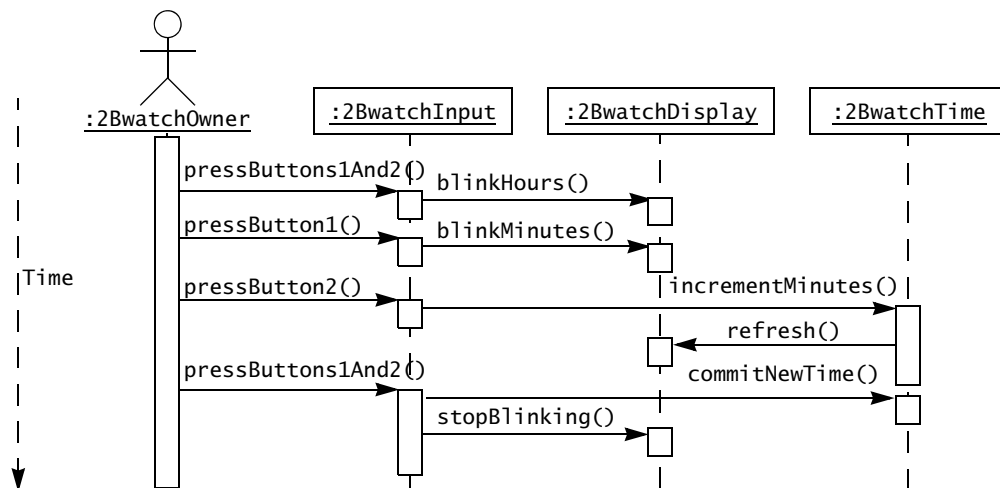 :2BwatchOwner
:2BwatchInput
:2BwatchDisplay
:2BwatchTime
pressButtons1And2()
blinkHours()
pressButton1()
blinkMinutes()
Time
pressButton2()
incrementMinutes()
refresh()
pressButtons1And2()
commitNewTime()
stopBlinking()